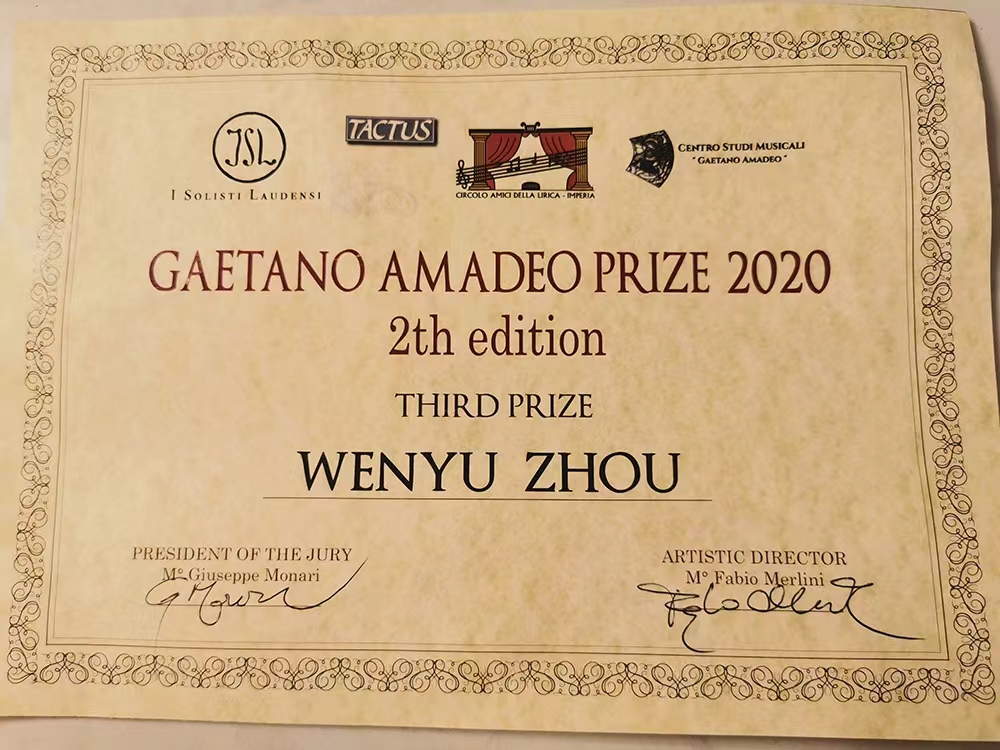 JSL
I SOLISTI LAUDENSI
TACTUS
CIRCOLO AMICI DELLA LIRICA - IMPERIA
CENTRO STUDI MUSICALI
" GAETANO AMADEO "
GAETANO AMADEO PRIZE 2020
2th edition
THIRD PRIZE
WENYU ZHOU
PRESIDENT OF THE JURY
M° Giuseppe Monari
ARTISTIC DIRECTOR
M° Fabio Merlini